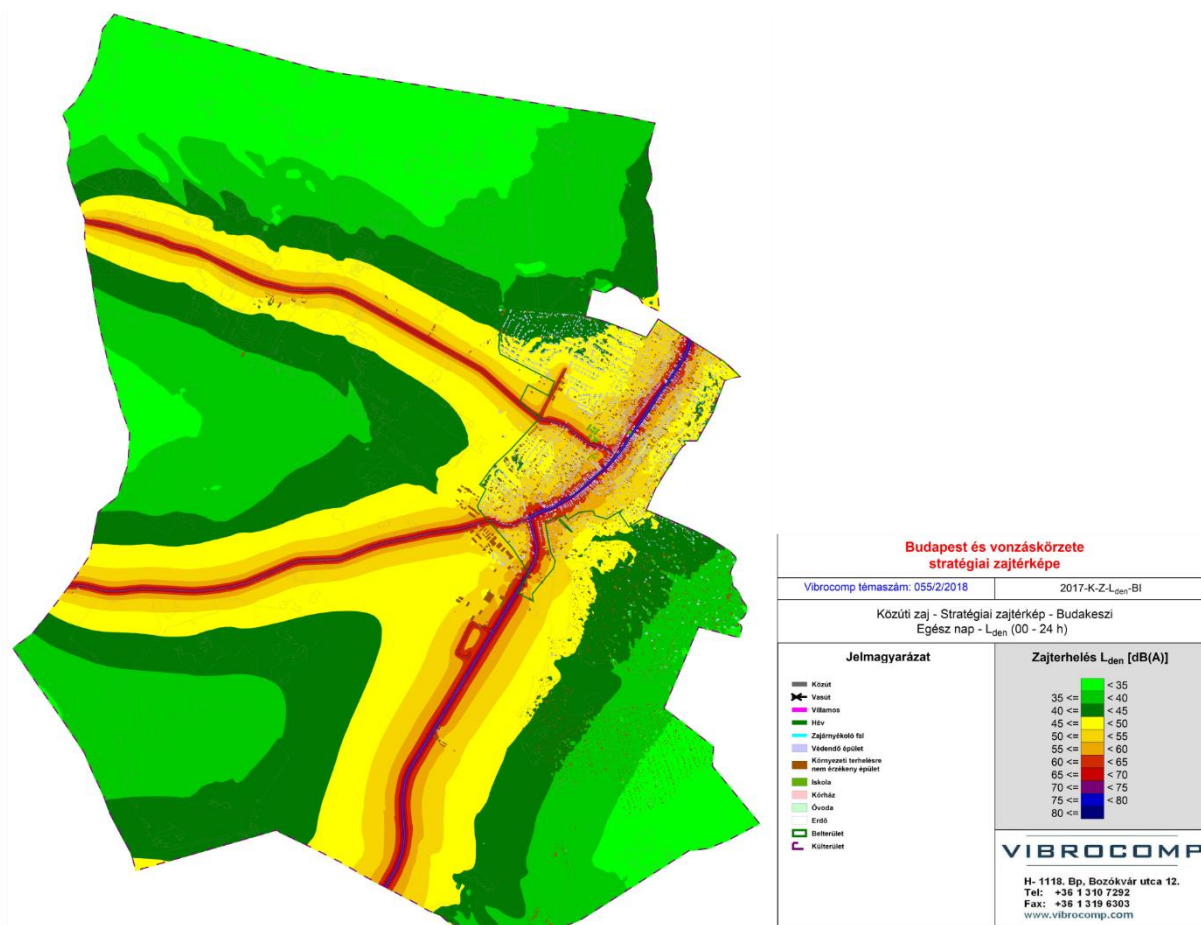 Budapest és vonzáskörzete
stratégiai zajtérképe
Vibrocomp témaszám: 055/2/2018
2017-K-Z-Lden-BI
Közúti zaj - Stratégiai zajtérkép - Budakeszi
Egész nap - Lden (00 - 24 h)
Jelmagyarázat
Közút
Vasút
Villamos
Hév
Zajárnyékoló fal
Védendő épület
Környezeti terhelésre
nem érzékeny épület
Iskola
Kórház
Óvoda
Erdő
Belterület
Külterület
Zajterhelés Lden [dB(A)]
< 35
35 <= < 40
40 <= < 45
45 <= < 50
50 <= < 55
55 <= < 60
60 <= < 65
65 <= < 70
70 <= < 75
75 <= < 80
80 <=
VIBROCOMP
H- 1118. Bp, Bozókvár utca 12.
Tel: +36 1 310 7292
Fax: +36 1 319 6303
www.vibrocomp.com